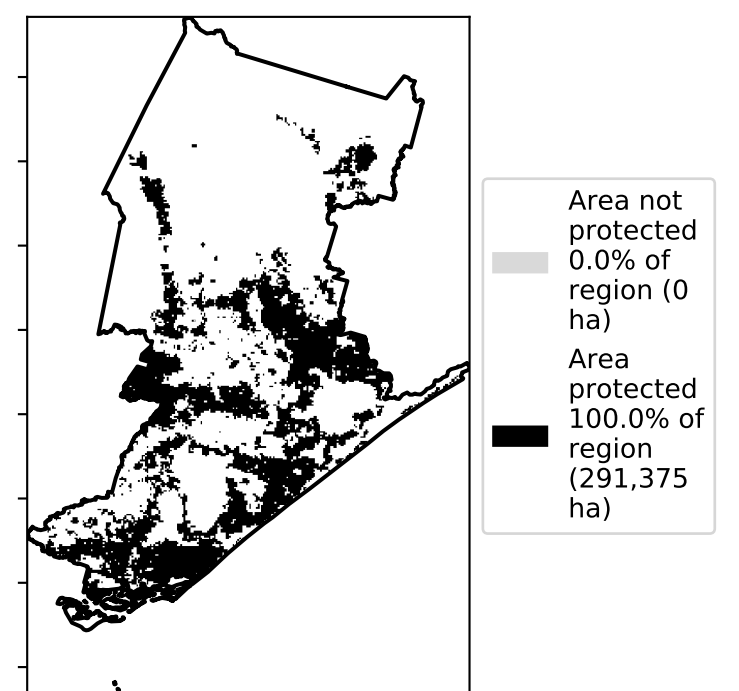 Area not
protected
0.0% of
region (0
ha)
Area
protected
100.0% of
region
(291,375
ha)